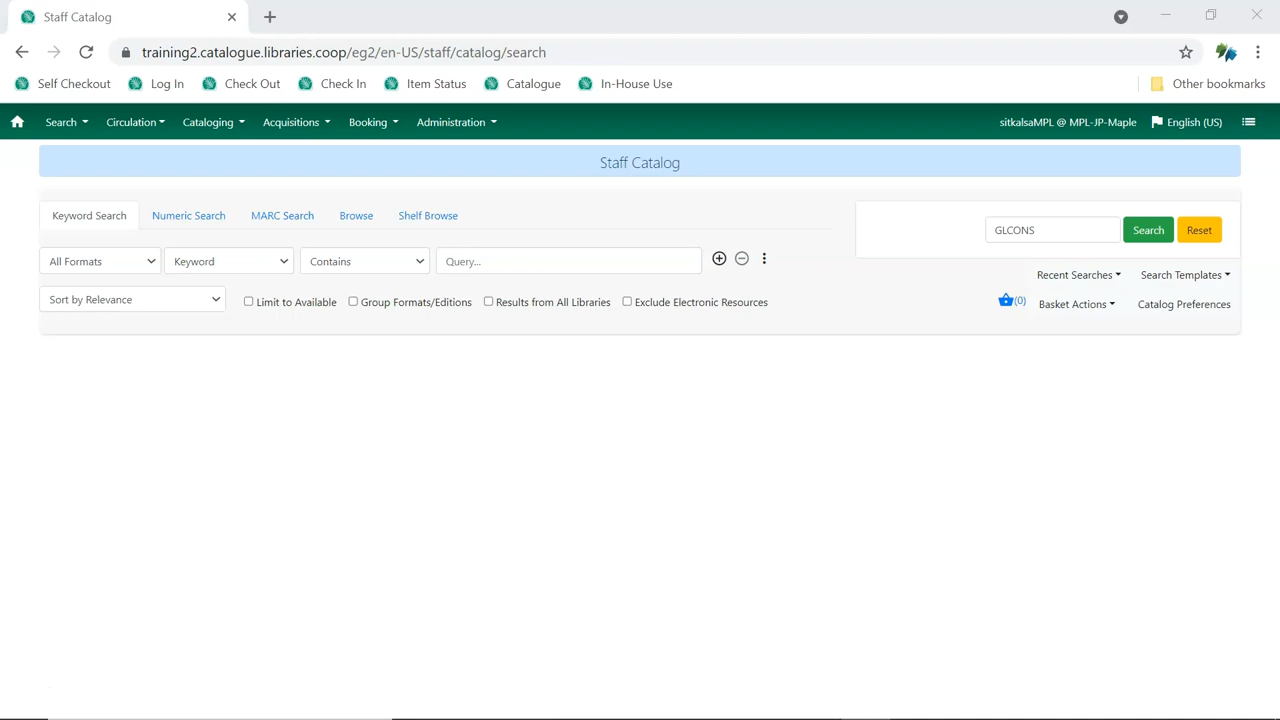 Staff Catalog
training2.catalogue.libraries.coop/eg2/en-US/staff/catalog/search
Self Checkout Log In Check Out Check In Item Status Catalogue In-House Use Other bookmarks
Search Circulation Cataloging Acquisitions Booking Administration sitkalsaMPL @ MPL-JP-Maple English (US)
Staff Catalog
Keyword Search Numeric Search MARC Search Browse Shelf Browse
GLCONS Search Reset
All Formats Keyword Contains Query...
Recent Searches Search Templates
Sort by Relevance Limit to Available Group Formats/Editions Results from All Libraries Exclude Electronic Resources
(0) Basket Actions Catalog Preferences